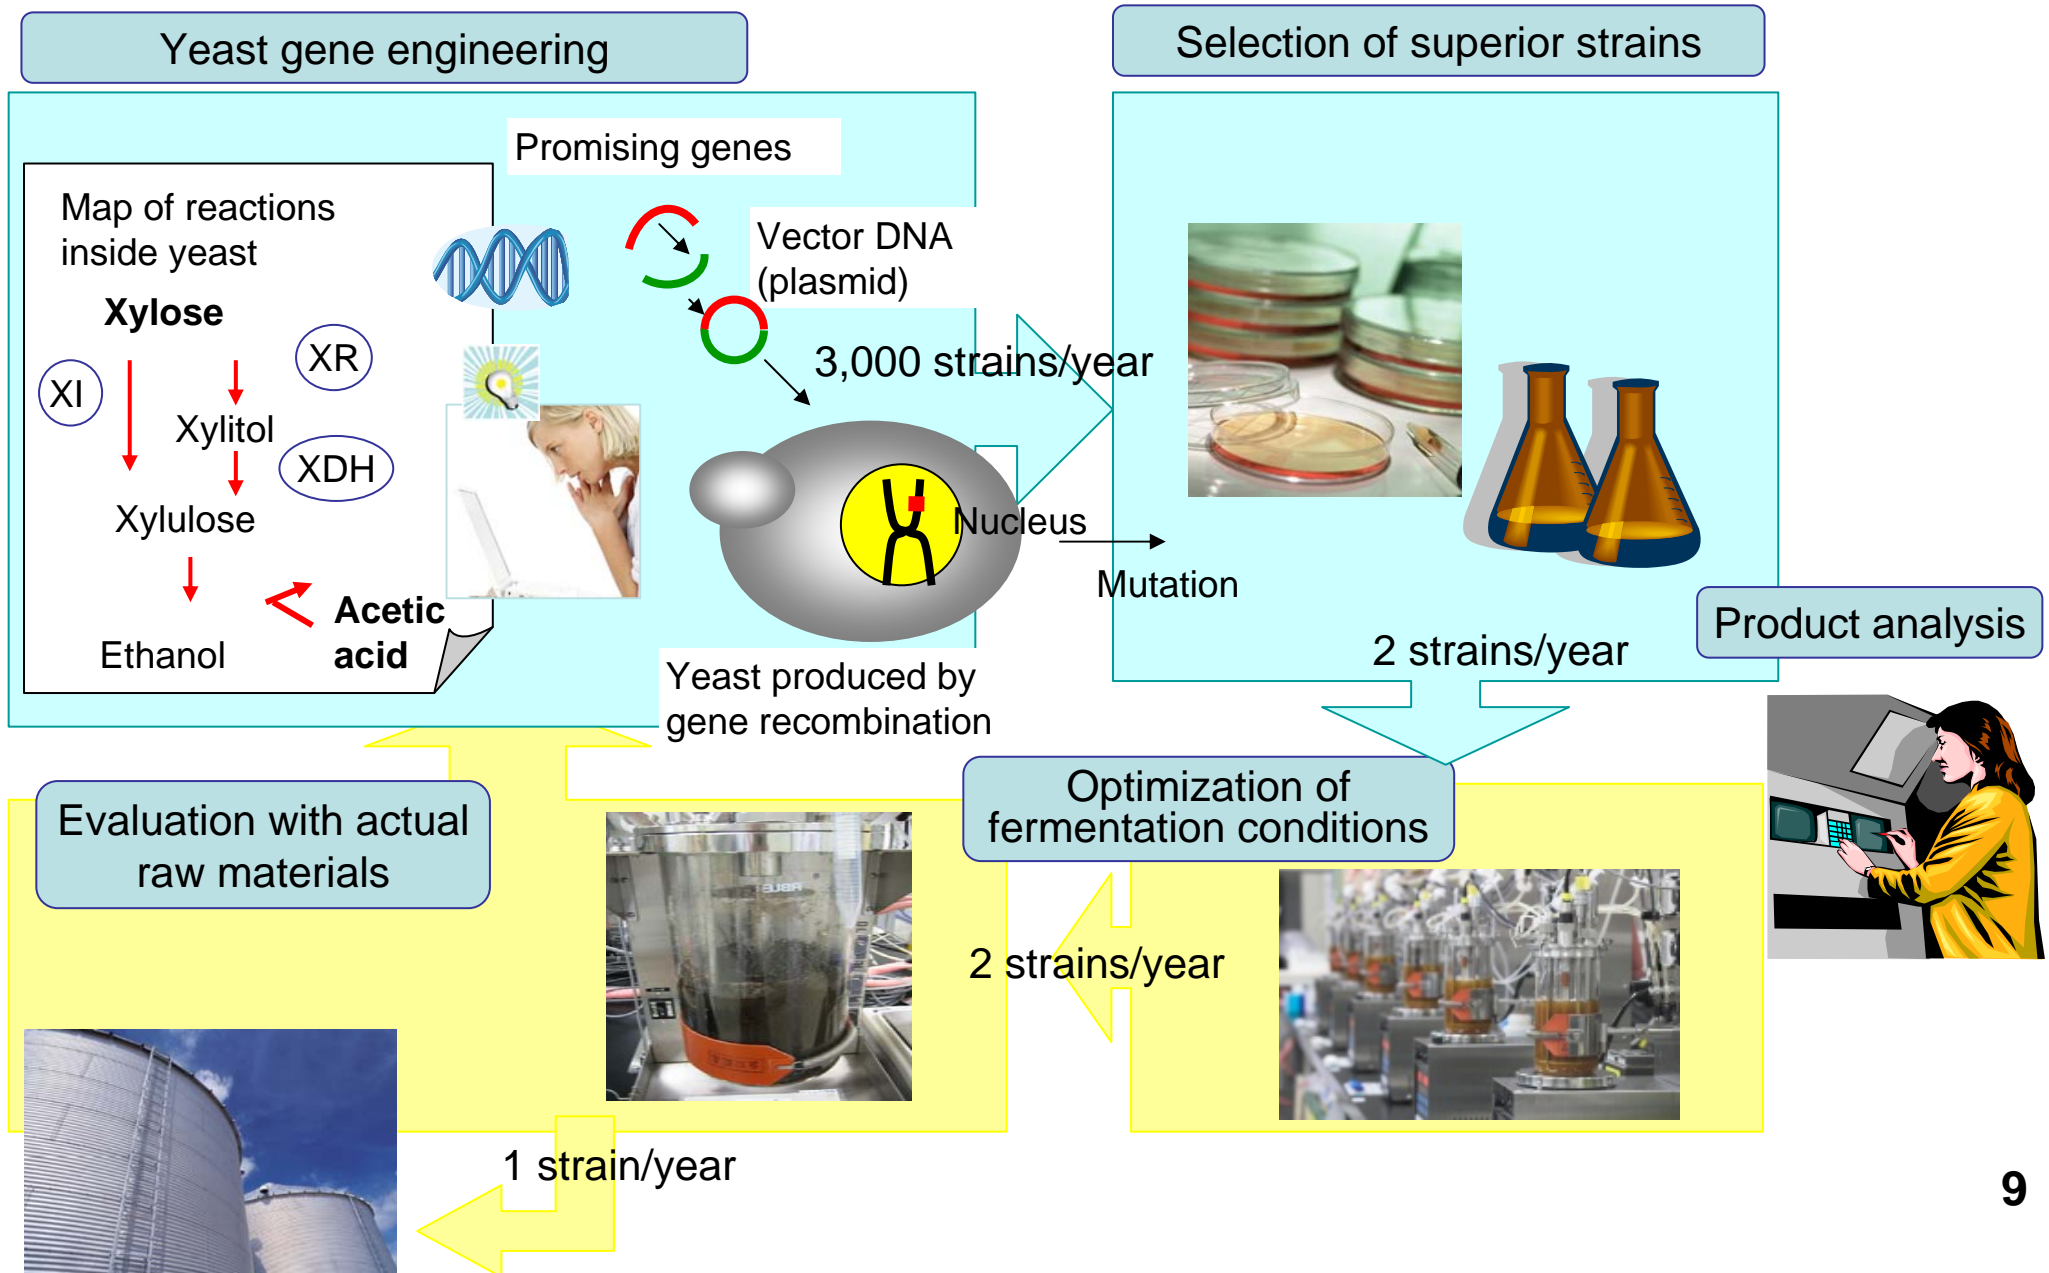 Yeast gene engineering
Selection of superior strains
Promising genes
Map of reactions
inside yeast
Vector DNA
(plasmid)
Xylose
XR
XI
3,000 strains/year
Xylitol
XDH
Xylulose
Nucleus
Mutation
Acetic
acid
Ethanol
Yeast produced by
gene recombination
2 strains/year
Product analysis
Optimization of
fermentation conditions
Evaluation with actual
raw materials
2 strains/year
1 strain/year
9